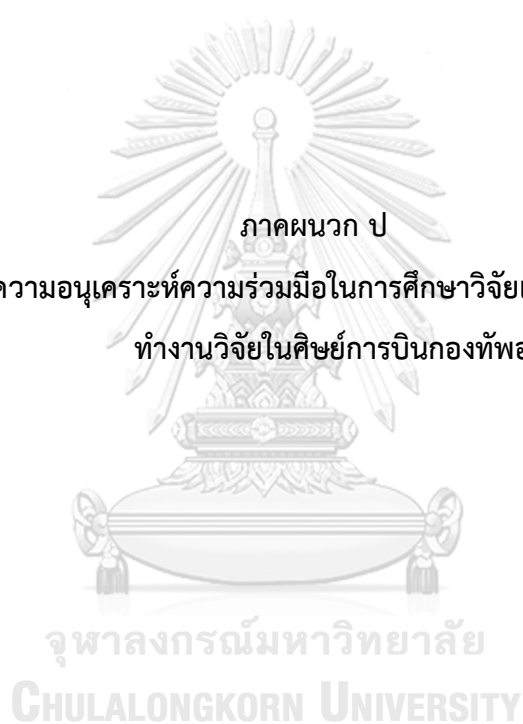 ภาคผนวก ป
ความอนุเคราะห์ความร่วมมือในการศึกษาวิจัย
ทำงานวิจัยในศิษย์การบินกองทัพอ
จุฬาลงกรณ์มหาวิทยาลัย
CHULALONGKORN UNIVERSITY